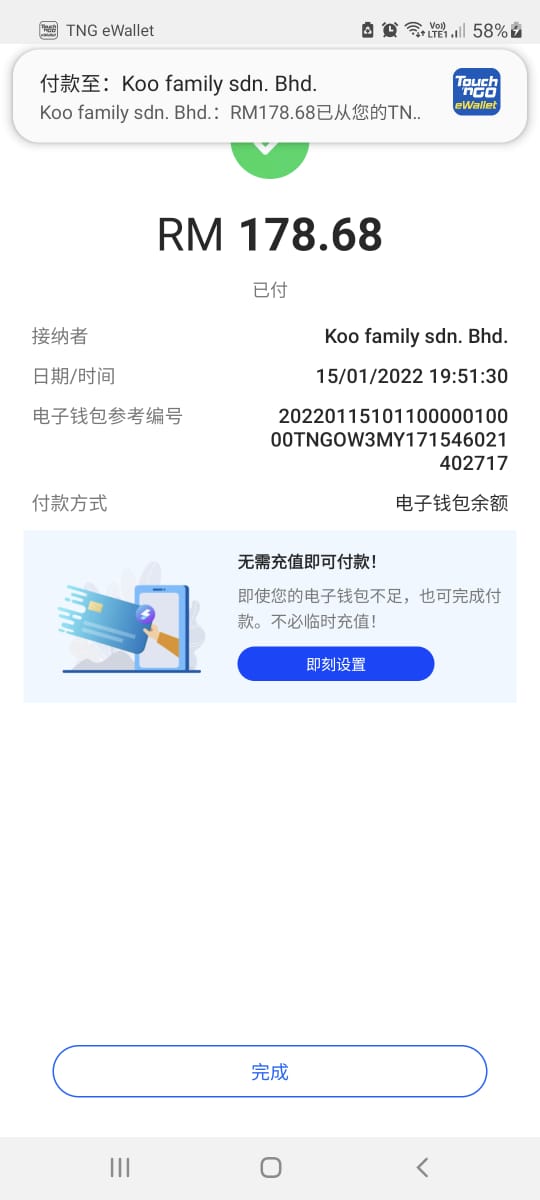 TNG eWallet
Vo))
LTE1
58%
付款至：Koo family sdn. Bhd.
Koo family sdn. Bhd.：RM178.68已从您的TN..
Touch
'nGO
eWallet
RM 178.68
已付
接纳者 Koo family sdn. Bhd.
日期/时间 15/01/2022 19:51:30
电子钱包参考编号 20220115101100000100
00TNGOW3MY171546021
402717
付款方式 电子钱包余额
无需充值即可付款！
即使您的电子钱包不足，也可完成付
款。不必临时充值！
即刻设置
完成